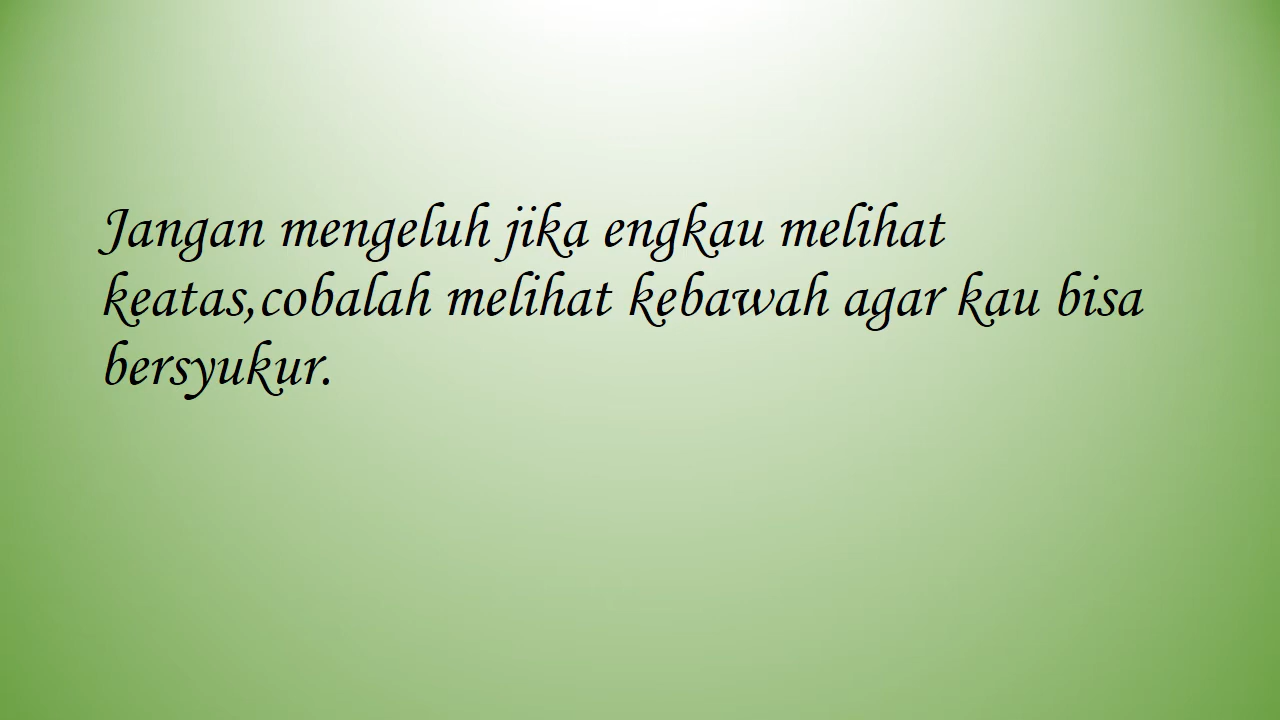 Jangan mengeluh jika engkau melihat
keatas,cobalah melihat kebawah agar kau bisa
bersyukur.